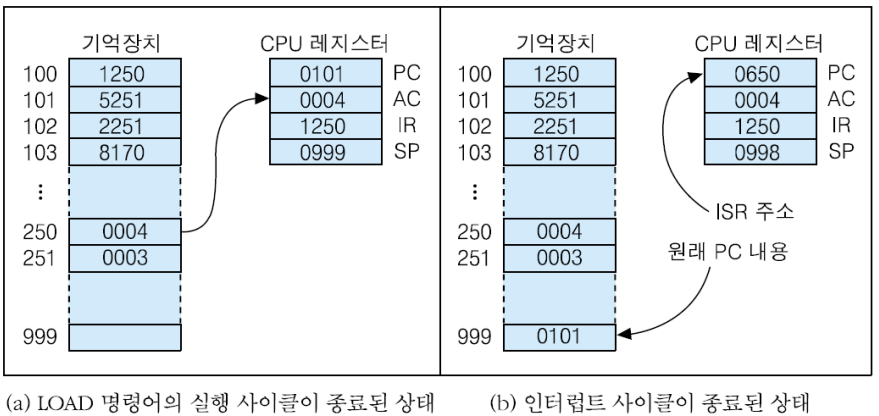 기억장치 CPU 레지스터
100 1250 0101 PC
101 5251 0004 AC
102 2251 1250 IR
103 8170 0999 SP
⋮
250 0004
251 0003
999
(a) LOAD 명령어의 실행 사이클이 종료된 상태
기억장치 CPU 레지스터
100 1250 0650 PC
101 5251 0004 AC
102 2251 1250 IR
103 8170 0998 SP
⋮
ISR 주소
250 0004
원래 PC 내용
251 0003
999 0101
(b) 인터럽트 사이클이 종료된 상태